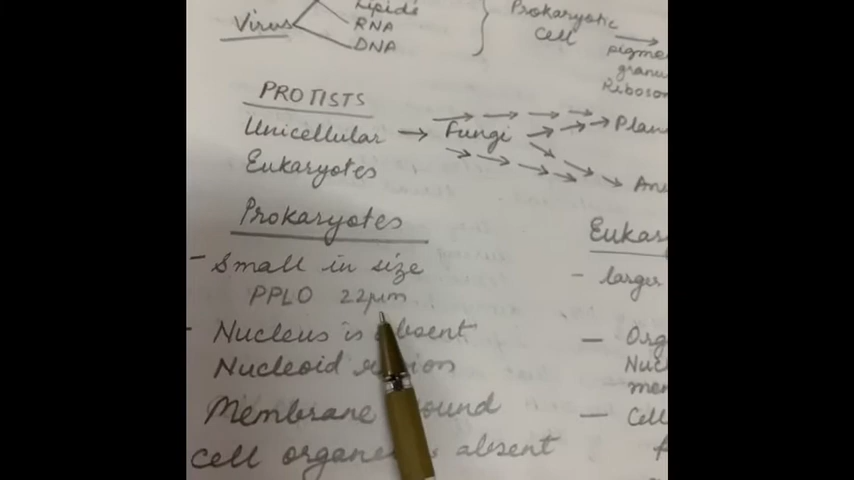 Lipids
Virus RNA
DNA
Prokaryotic
Cell
PROTISTS
Unicellular → Fungi
Eukaryotes
Prokaryotes
- Small in size
PPLO 22µm
- Nucleus is absent
Nucleoid region
Membrane bound
Cell organelles absent
- larger